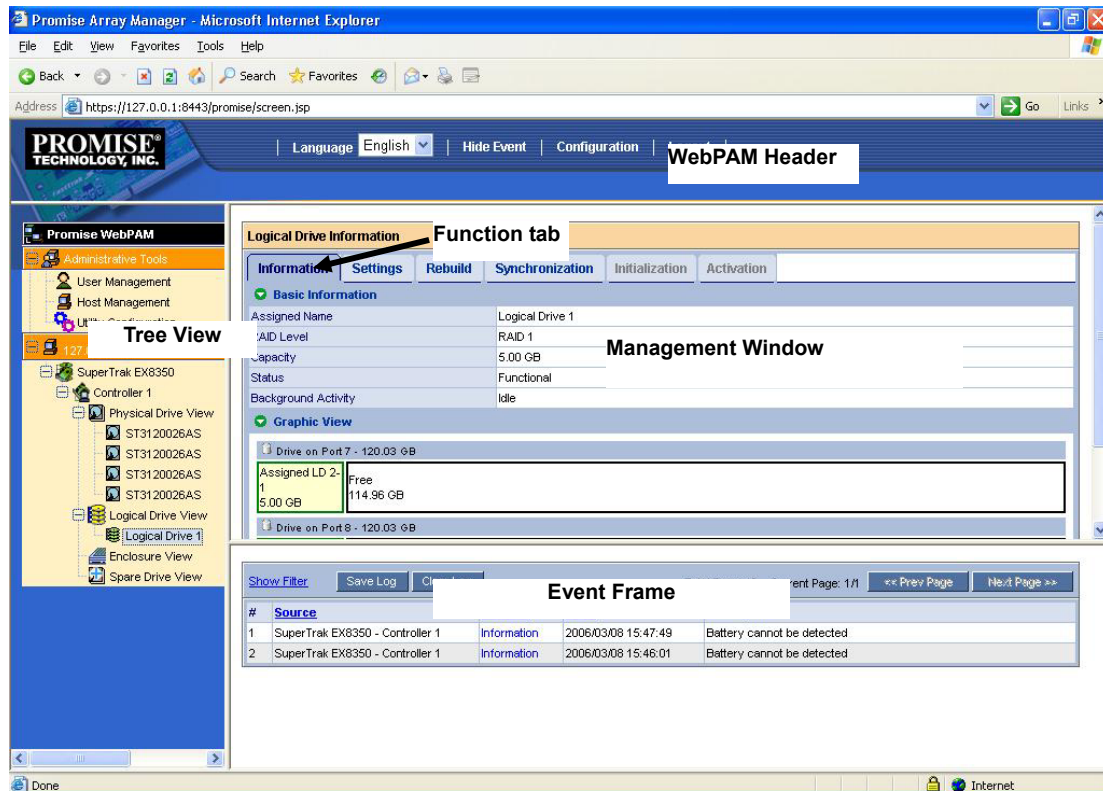 Promise Array Manager - Microsoft Internet Explorer
File Edit View Favorites Tools Help
Back Search Favorites
Address https://127.0.0.1:8443/promise/screen.jsp Go Links
PROMISE®
TECHNOLOGY, INC.
Language English | Hide Event | Configuration |
WebPAM Header
Promise WebPAM
Administrative Tools
User Management
Host Management
Tree View
SuperTrak EX8350
Controller 1
Physical Drive View
ST3120026AS
ST3120026AS
ST3120026AS
ST3120026AS
Logical Drive View
Logical Drive 1
Enclosure View
Spare Drive View
Logical Drive Information
Function tab
Information Settings Rebuild Synchronization Initialization Activation
Basic Information
Assigned Name Logical Drive 1
RAID Level RAID 1
Capacity 5.00 GB
Management Window
Status Functional
Background Activity Idle
Graphic View
Drive on Port 7 - 120.03 GB
Assigned LD 2-
1
5.00 GB
Free
114.96 GB
Drive on Port 8 - 120.03 GB
Show Filter Save Log Page: 1/1 << Prev Page Next Page >>
Event Frame
# Source
1 SuperTrak EX8350 - Controller 1 Information 2006/03/08 15:47:49 Battery cannot be detected
2 SuperTrak EX8350 - Controller 1 Information 2006/03/08 15:46:01 Battery cannot be detected
Done Internet